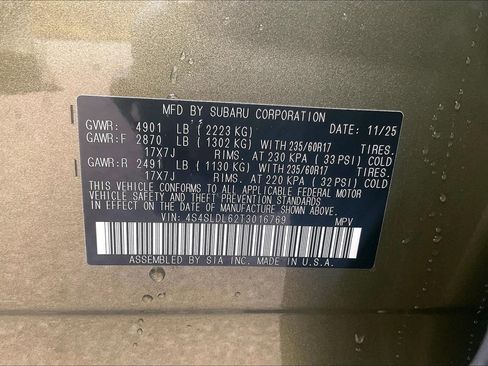 MFD BY SUBARU CORPORATION
GVWR: 4901 LB (2223 KG) DATE: 11/25
GAWR:F 2870 LB (1302 KG) WITH 235/60R17 TIRES.
17X7J RIMS. AT 230 KPA (33 PSI) COLD
GAWR:R 2491 LB (1130 KG) WITH 235/60R17 TIRES.
17X7J RIMS. AT 220 KPA (32 PSI) COLD
THIS VEHICLE CONFORMS TO ALL APPLICABLE FEDERAL MOTOR
VEHICLE SAFETY AND THEFT PREVENTION STANDARDS IN
EFFECT ON THE DATE OF MANUFACTURE SHOWN ABOVE.
VIN: 4S4SLDL62T3016769 MPV
ASSEMBLED BY SIA INC. MADE IN U.S.A.